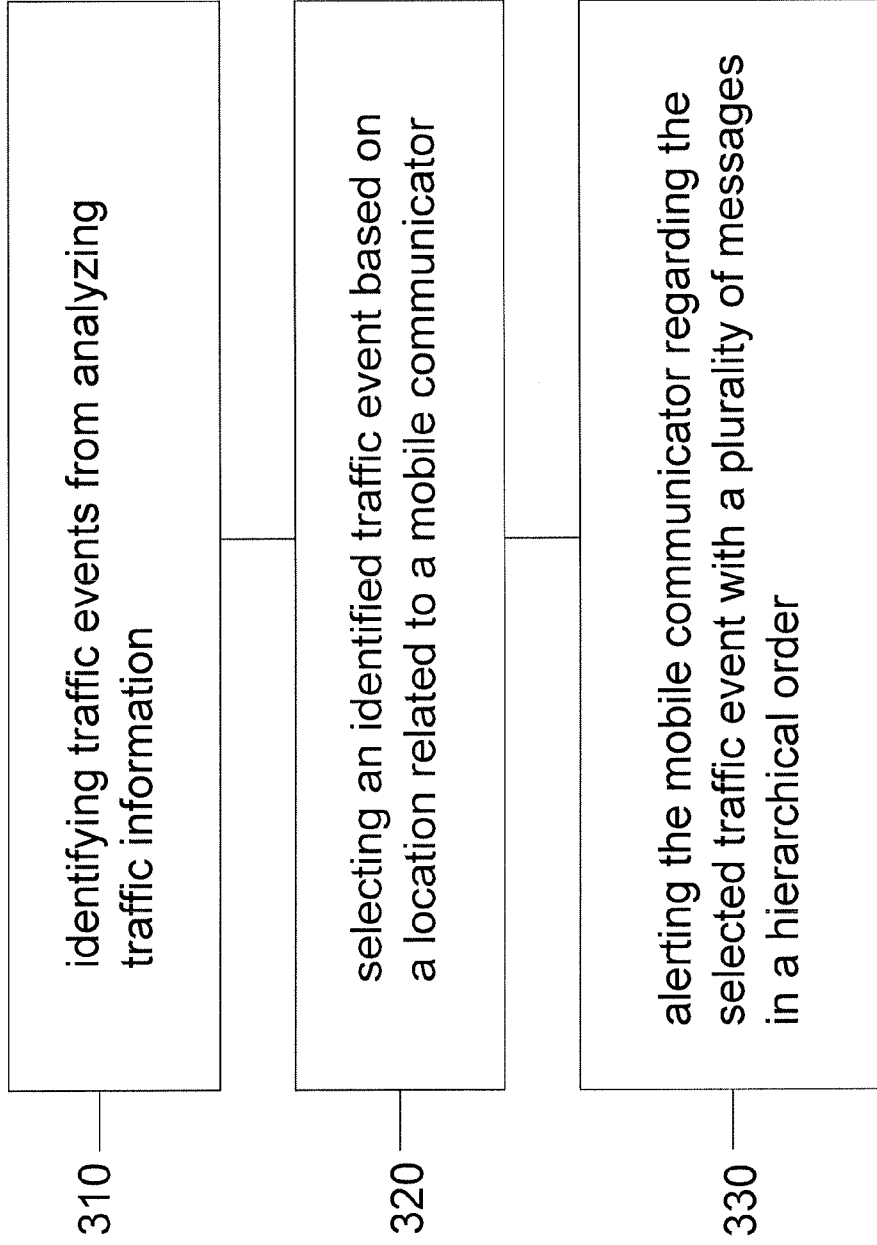 310
identifying traffic events from analyzing
traffic information
320
selecting an identified traffic event based on
a location related to a mobile communicator
330
alerting the mobile communicator regarding the
selected traffic event with a plurality of messages
in a hierarchical order